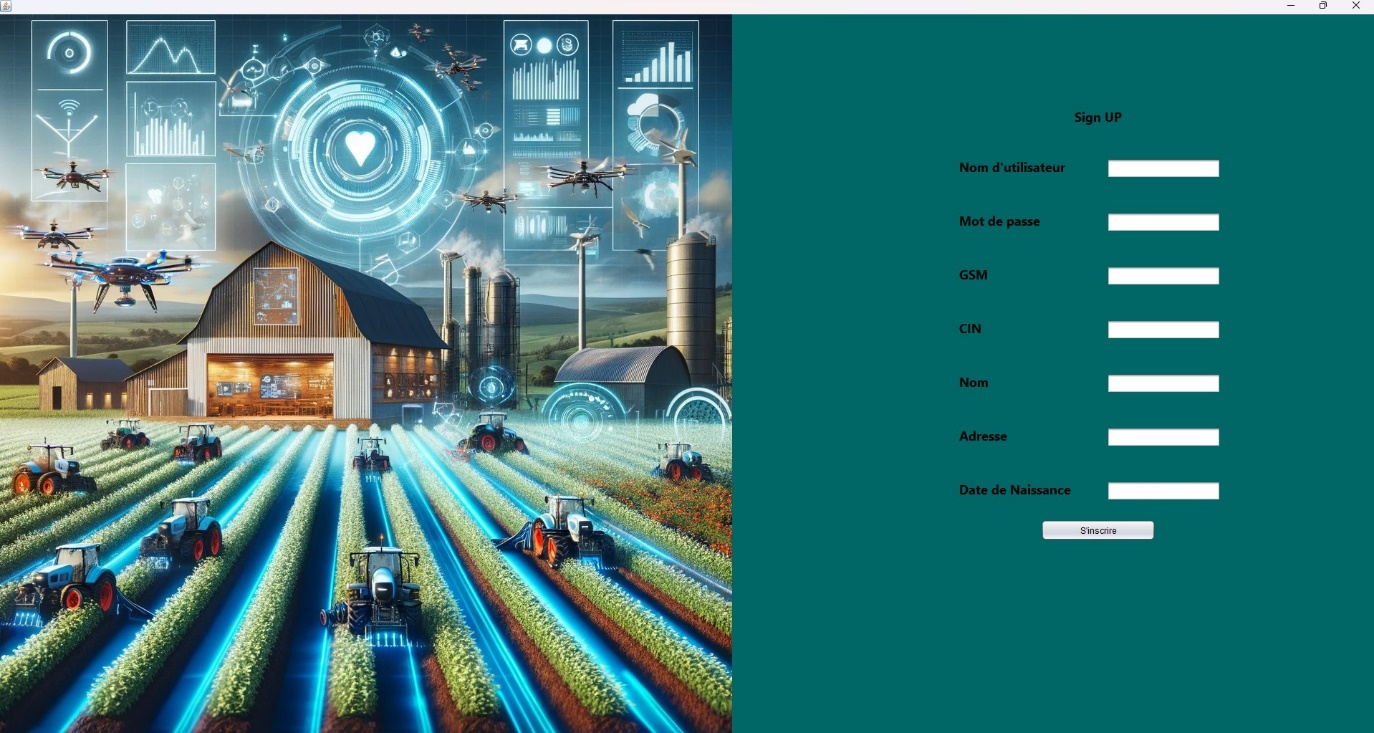 Sign UP
Nom d'utilisateur
Mot de passe
GSM
CIN
Nom
Adresse
Date de Naissance
S'inscrire